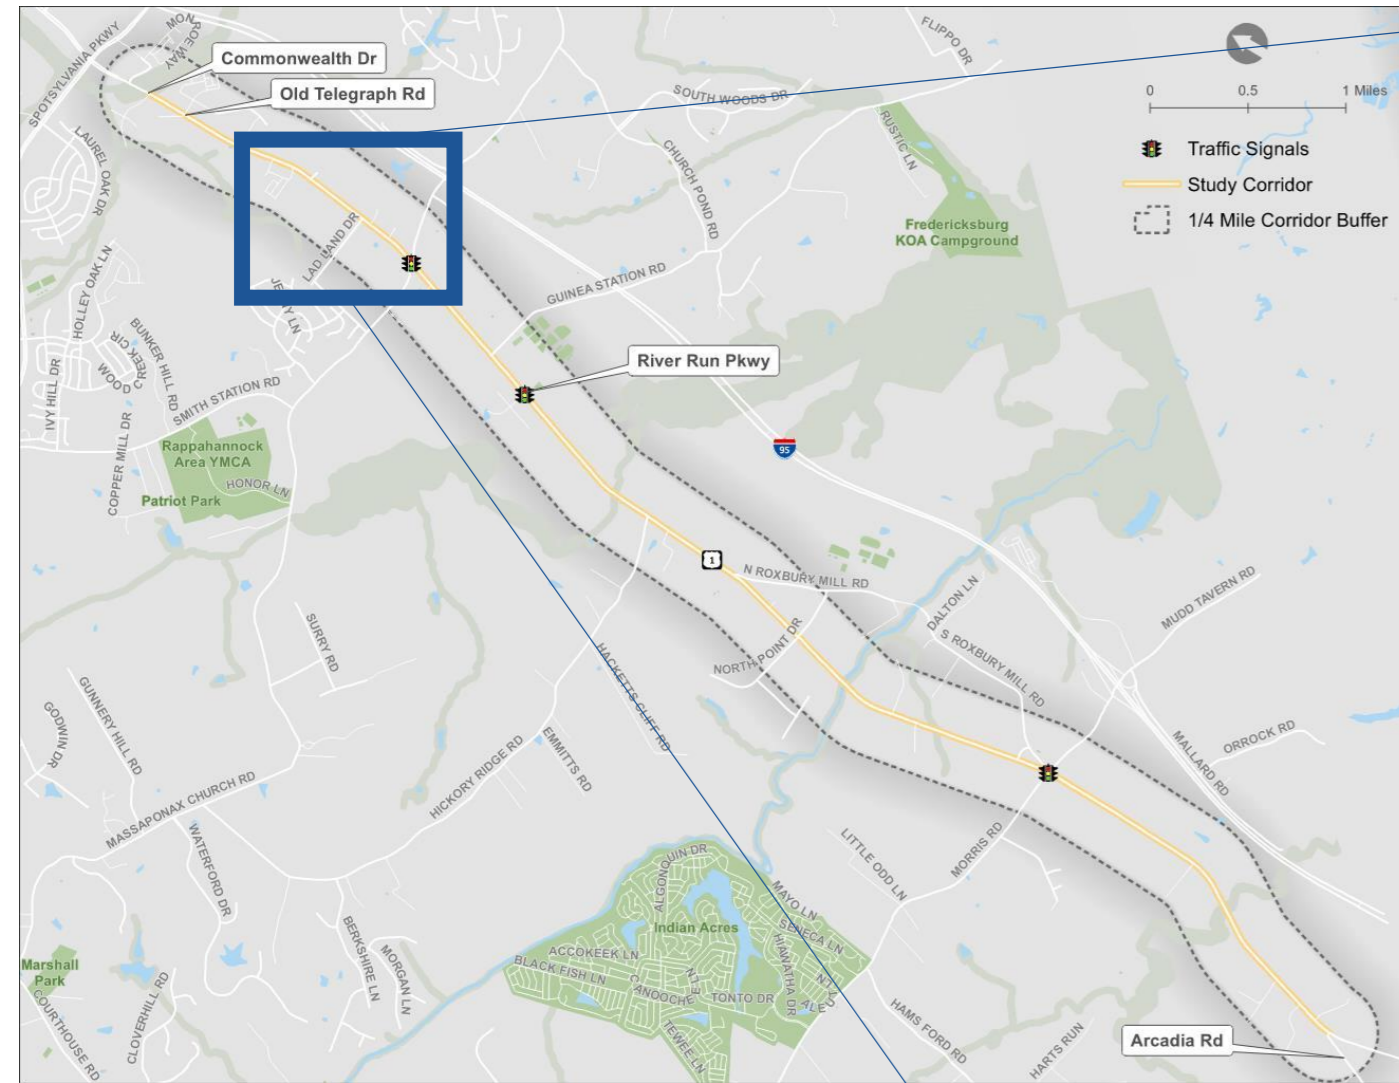 SPOTSYLVANIA PKWY
MON
ROE WAY
FLIPPO DR
Commonwealth Dr
Old Telegraph Rd
SOUTH WOODS DR
0 0.5 1 Miles
Traffic Signals
Study Corridor
1/4 Mile Corridor Buffer
RUSTIC LN
CHURCH POND RD
LAUREL OAK DR
Fredericksburg
KOA Campground
LAD LAND DR
JENNY LN
GUINEA STATION RD
HOLLEY OAK LN
BUNKER HILL RD
WOOD CREEK CIR
IVY HILL DR
River Run Pkwy
SMITH STATION RD
COPPER MILL DR
Rappahannock
Area YMCA
HONOR LN
Patriot Park
95
1
N ROXBURY MILL RD
DALTON LN
MUDD TAVERN RD
SURRY RD
HACKETTS CLIFF RD
NORTH POINT DR
S ROXBURY MILL RD
GUNNERY HILL RD
GODWIN DR
EMMITTS RD
HICKORY RIDGE RD
MASSAPONAX CHURCH RD
MALLARD RD
ORROCK RD
WATERFORD DR
LITTLE ODD LN
MORRIS RD
ALGONQUIN DR
MAYO LN
SENECA LN
Indian Acres
HIAWATHA DR
BERKSHIRE LN
MORGAN LN
ACCOKEEK LN
BLACK FISH LN
CANOOCHE
TONTO DR
TEWEE LN
Marshall
Park
COURTHOUSE RD
CLOVERHILL RD
HAMS FORD RD
HARTS RUN
Arcadia Rd